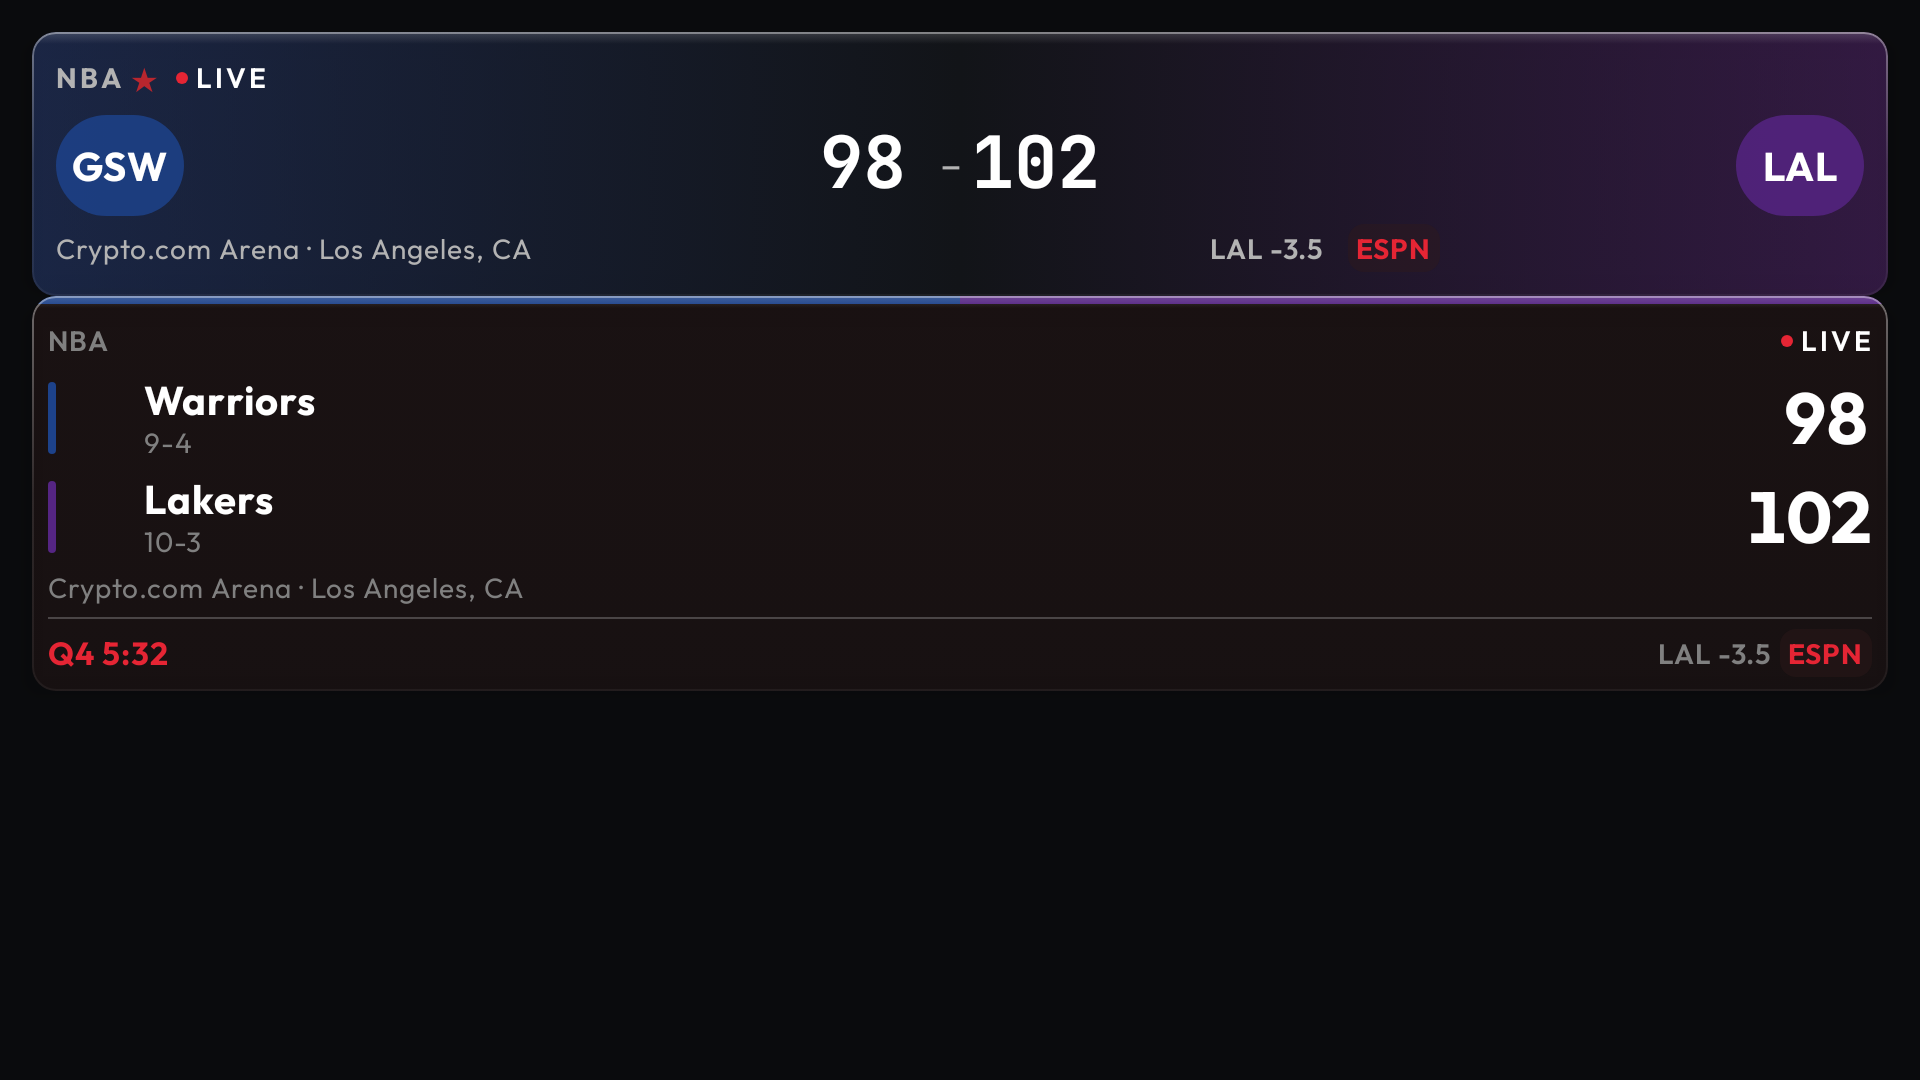 NBA ★ • LIVE
GSW 98 - 102 LAL
Crypto.com Arena · Los Angeles, CA LAL -3.5 ESPN
NBA • LIVE
Warriors 98
9-4
Lakers 102
10-3
Crypto.com Arena · Los Angeles, CA
Q4 5:32 LAL -3.5 ESPN